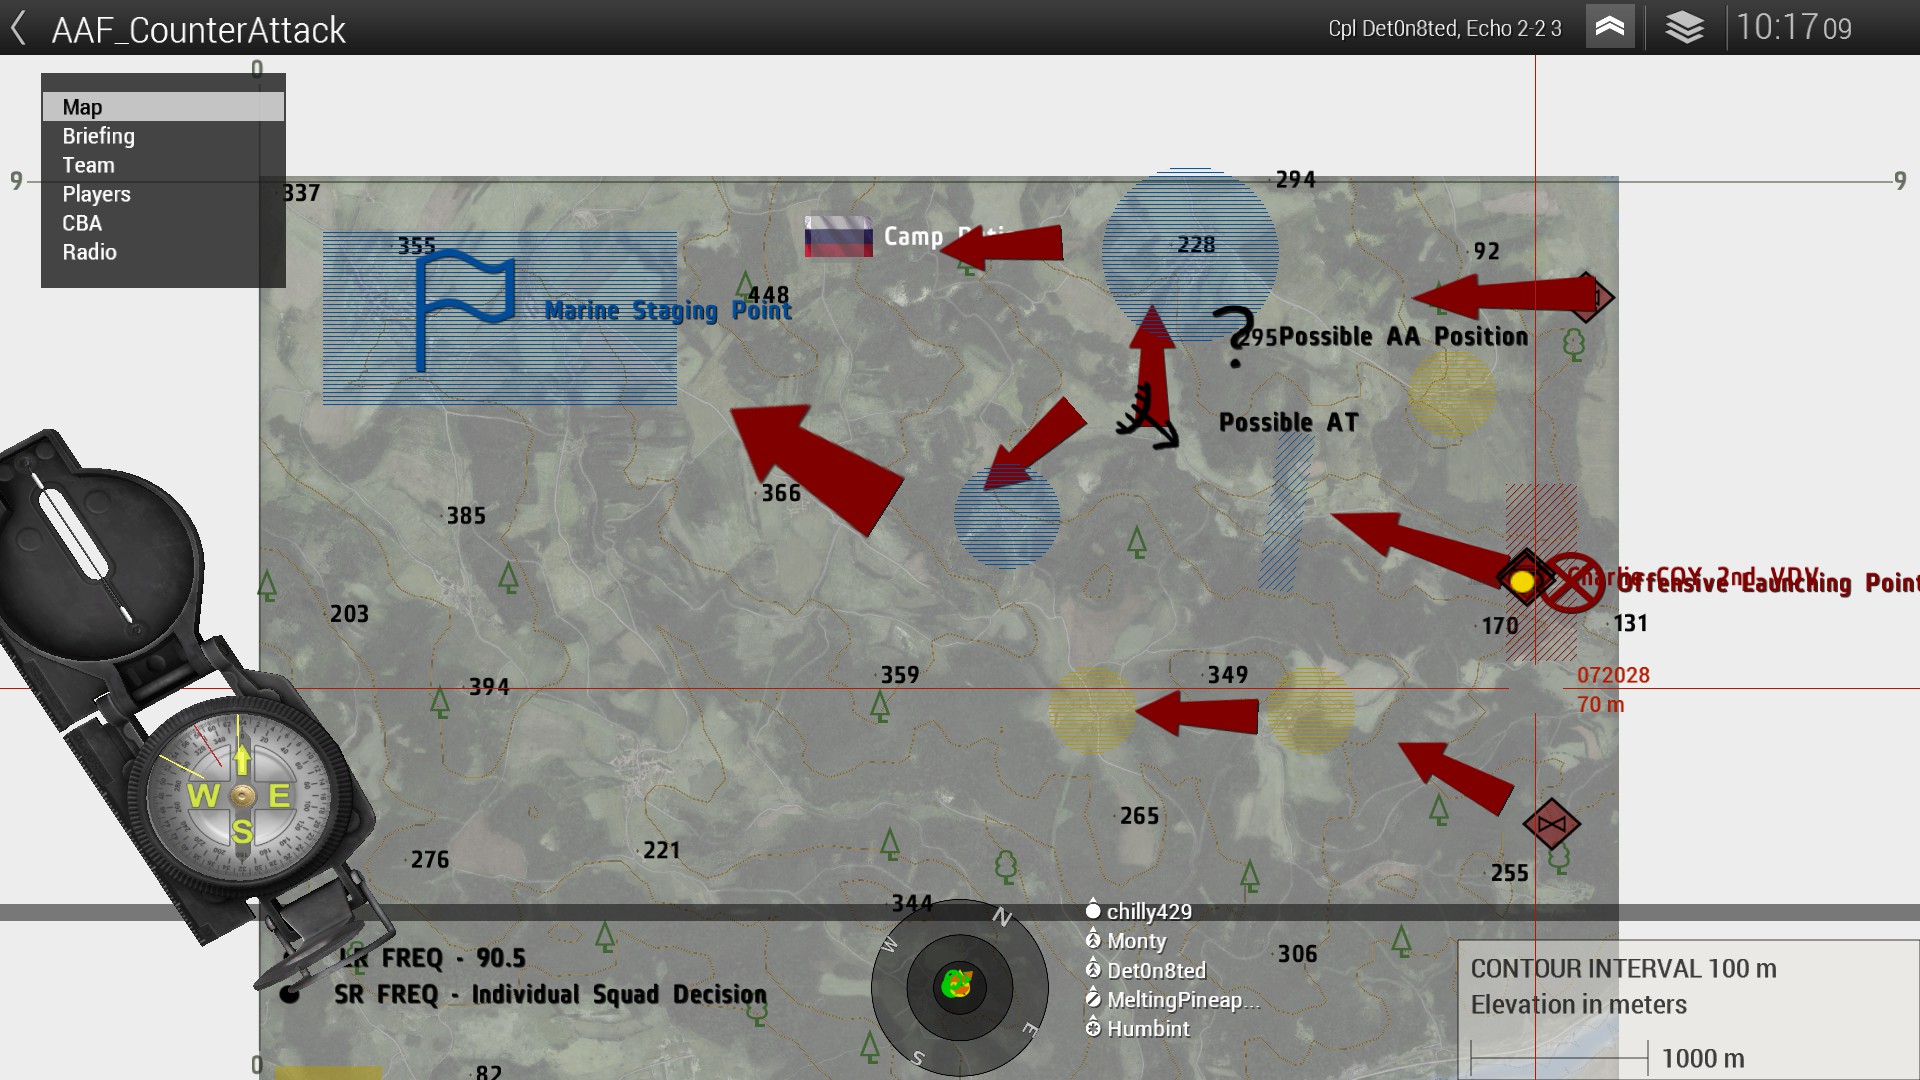 AAF_CounterAttack
Cpl Det0n8ted, Echo 2-2 3
10:17 09
0
Map
Briefing
Team
Players
CBA
Radio
9
9
337
294
355
Camp
228
92
448
Marine Staging Point
295
Possible AA Position
?
Possible AT
366
385
Charlie COY 2nd VDV
Offensive Launching Point
203
170
131
359
349
394
072028
70 m
W E
S
265
276
221
255
344
chilly429
Monty
Det0n8ted
MeltingPineap...
Humbint
N
W
E
S
306
LR FREQ - 90.5
SR FREQ - Individual Squad Decision
CONTOUR INTERVAL 100 m
Elevation in meters
1000 m
0
82